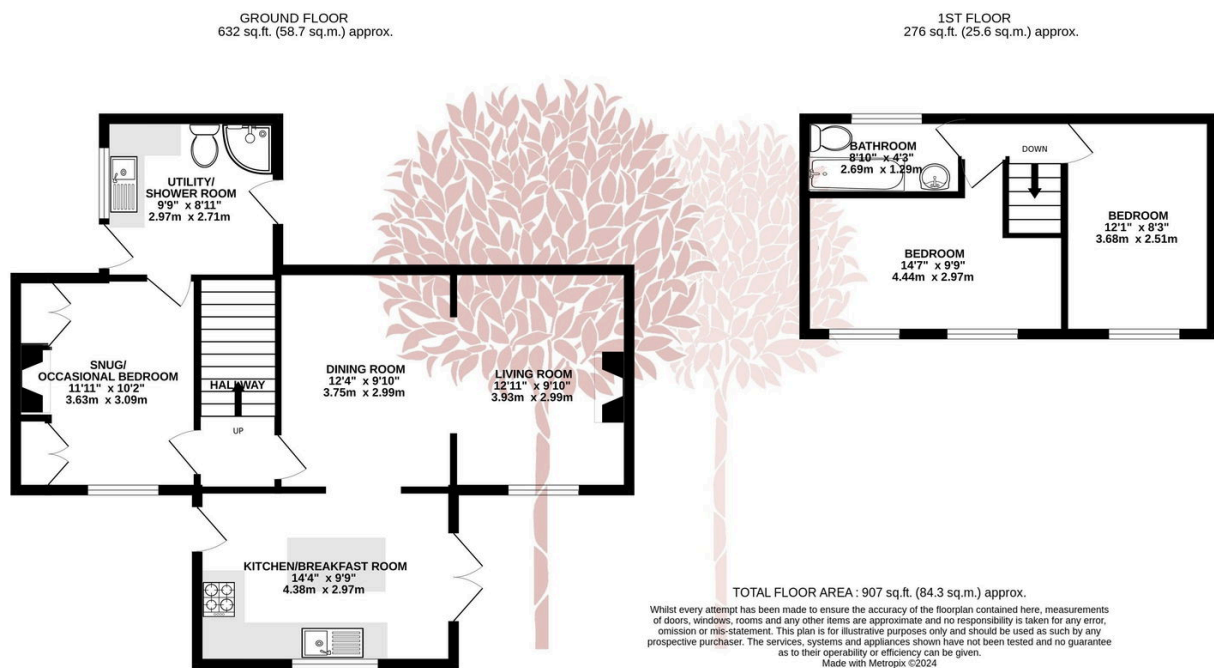 GROUND FLOOR
632 sq.ft. (58.7 sq.m.) approx.
1ST FLOOR
276 sq.ft. (25.6 sq.m.) approx.
UTILITY/
SHOWER ROOM
9'9" x 8'11"
2.97m x 2.71m
SNUG/
OCCASIONAL BEDROOM
11'11" x 10'2"
3.63m x 3.09m
HALLWAY
UP
DINING ROOM
12'4" x 9'10"
3.75m x 2.99m
LIVING ROOM
12'11" x 9'10"
3.93m x 2.99m
KITCHEN/BREAKFAST ROOM
14'4" x 9'9"
4.38m x 2.97m
BATHROOM
8'10" x 4'3"
2.69m x 1.29m
DOWN
BEDROOM
14'7" x 9'9"
4.44m x 2.97m
BEDROOM
12'1" x 8'3"
3.68m x 2.51m
TOTAL FLOOR AREA : 907 sq.ft. (84.3 sq.m.) approx.
Whilst every attempt has been made to ensure the accuracy of the floorplan contained here, measurements
of doors, windows, rooms and any other items are approximate and no responsibility is taken for any error,
omission or mis-statement. This plan is for illustrative purposes only and should be used as such by any
prospective purchaser. The services, systems and appliances shown have not been tested and no guarantee
as to their operability or efficiency can be given.
Made with Metropix ©2024